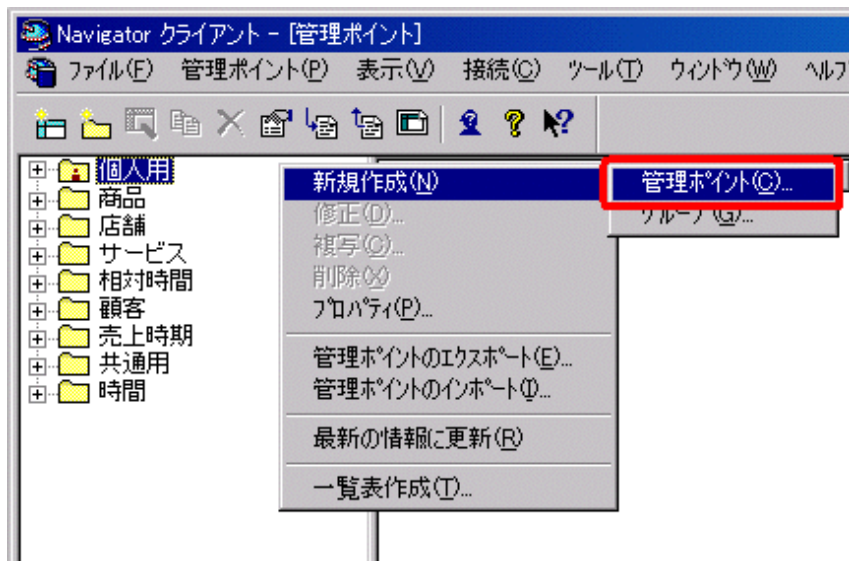 Navigator クライアント - [管理ポイント]
ファイル(F) 管理ポイント(P) 表示(V) 接続(C) ツール(T) ウィンドウ(W) ヘルプ
個人用
商品
店舗
サービス
相対時間
顧客
売上時期
共通用
時間
新規作成(N)
修正(D)...
複写(C)...
削除(X)
プロパティ(P)...
管理ポイントのエクスポート(E)...
管理ポイントのインポート(I)...
最新の情報に更新(R)
一覧表作成(T)...
管理ポイント(C)...
グループ(G)...